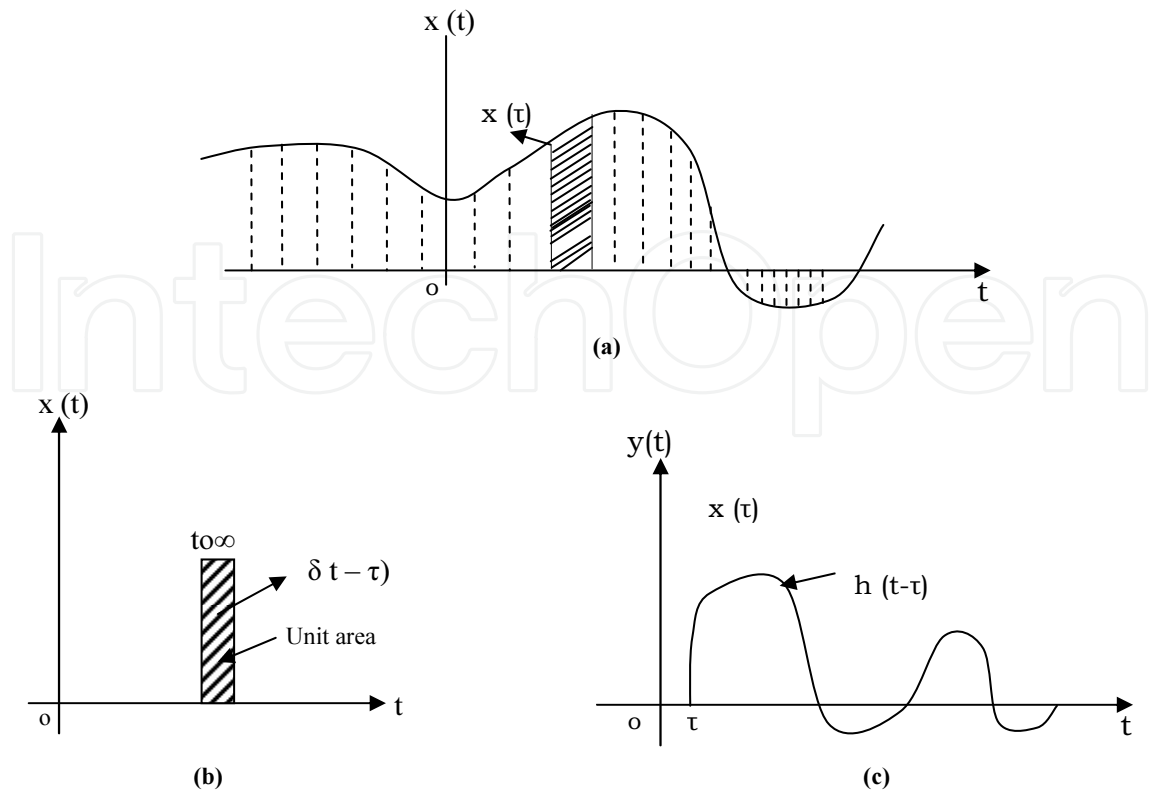 x (t)
x (τ)
o
t
(a)
IntechOpen
x (t)
to∞
δ t – τ)
Unit area
o
t
(b)
y(t)
x (τ)
h (t-τ)
o
τ
t
(c)